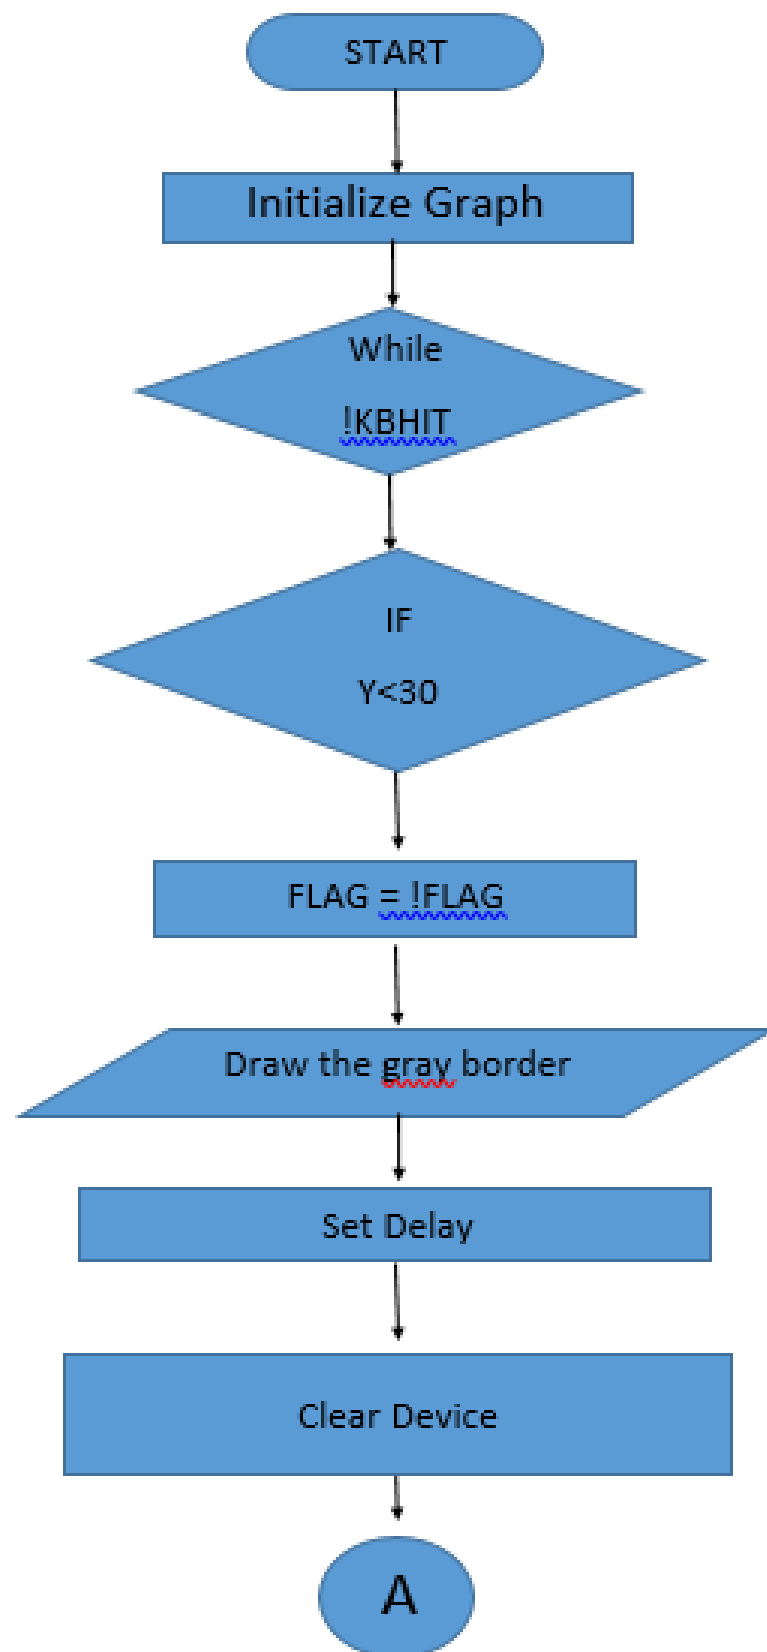 START
Initialize Graph
While
!KBHIT
IF
Y<30
FLAG = !FLAG
Draw the gray border
Set Delay
Clear Device
A